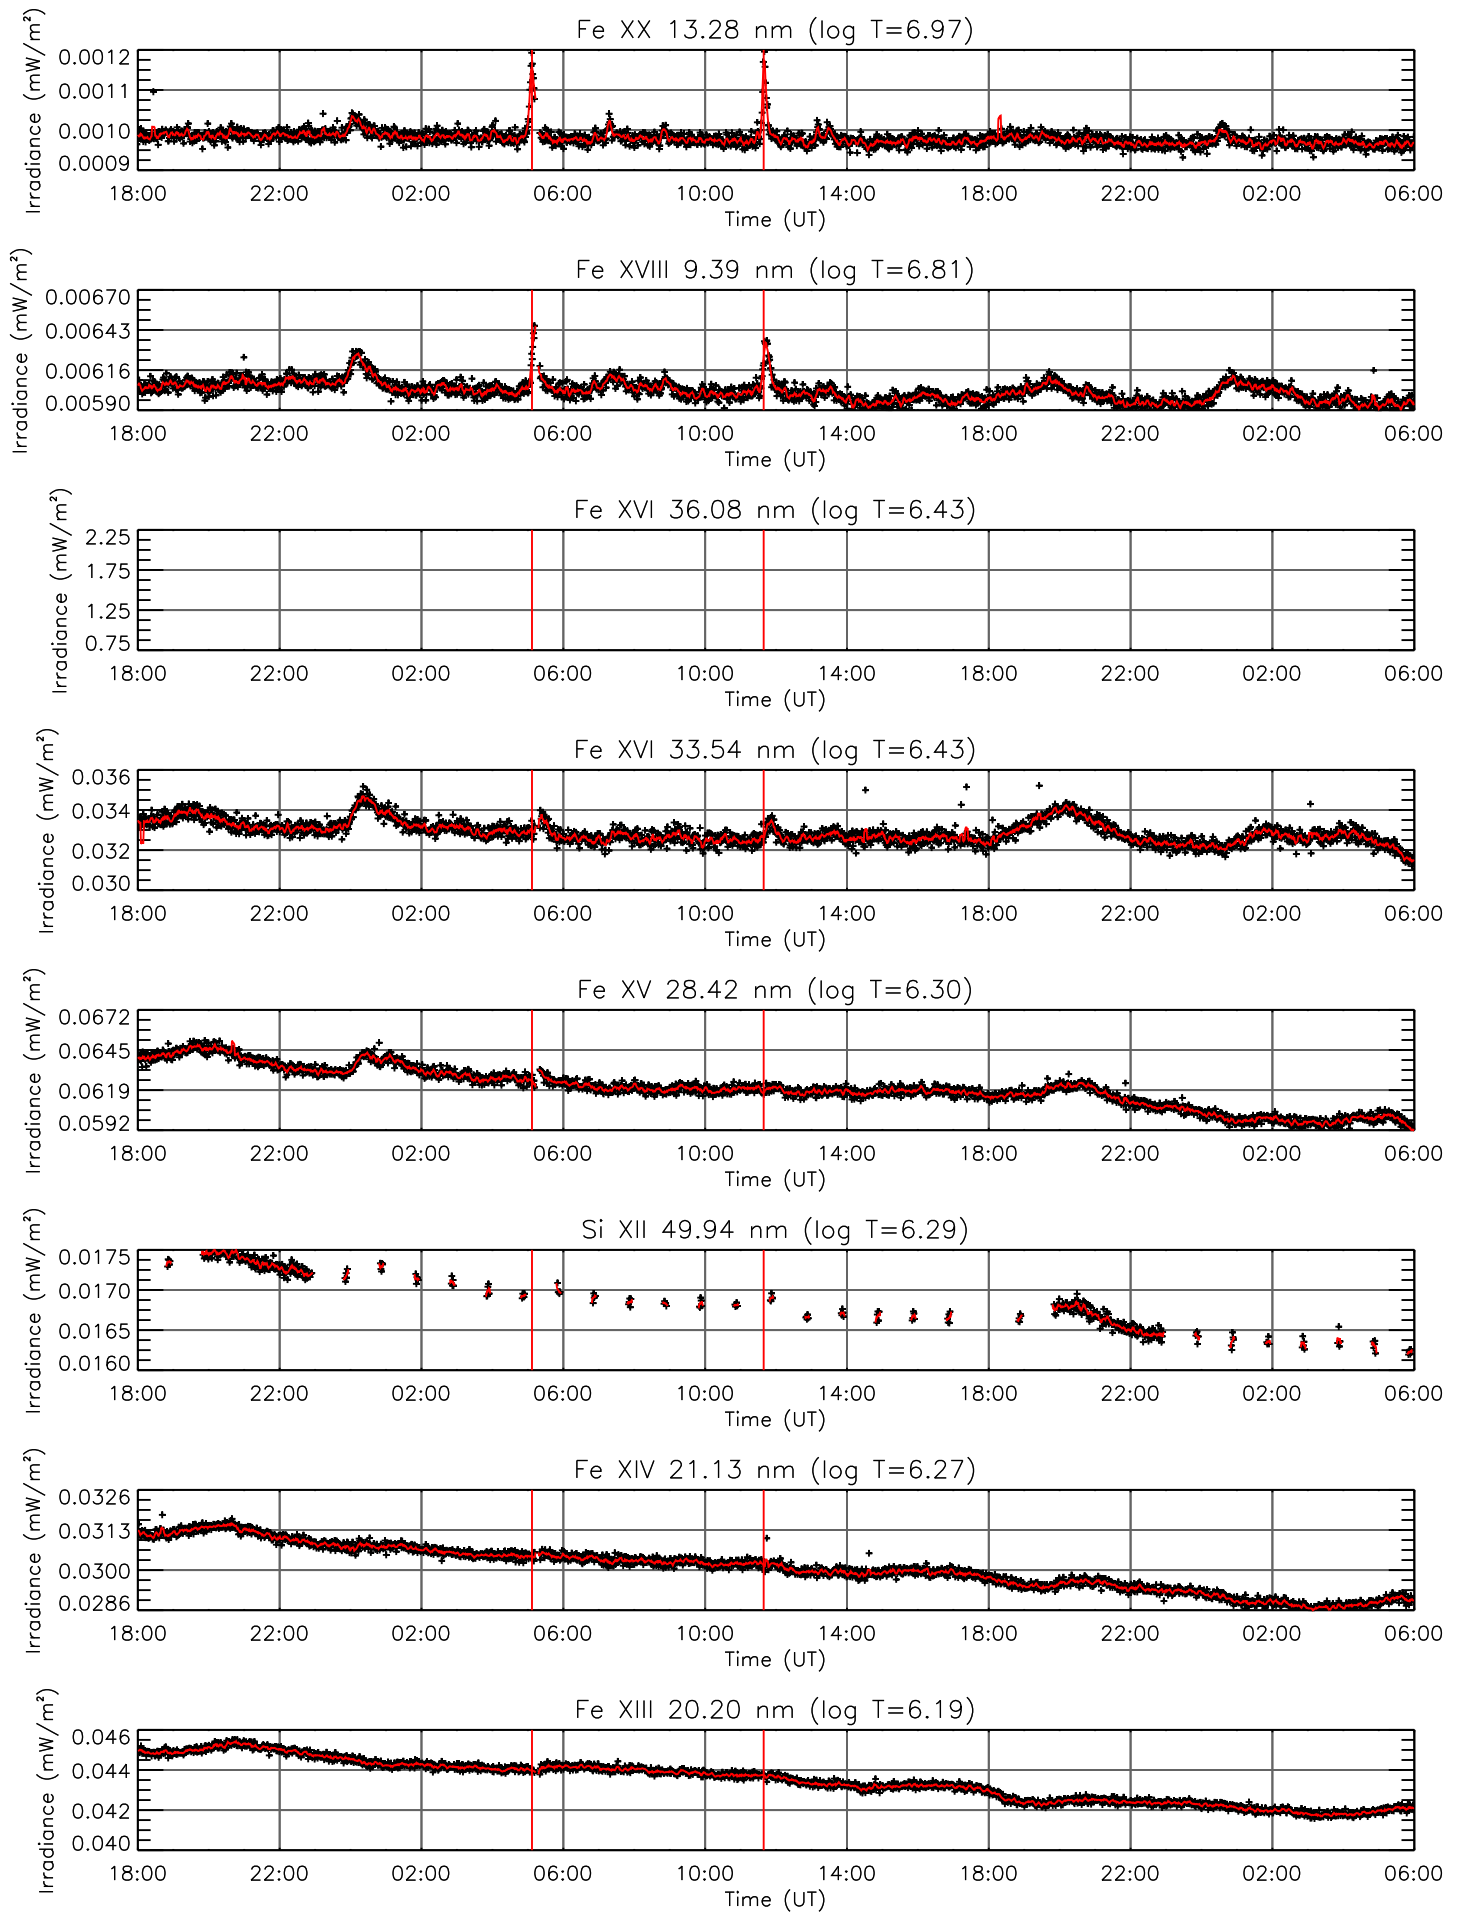 Fe XX 13.28 nm (log T=6.97)
Irradiance (mW/m²)
0.0012
0.0011
0.0010
0.0009
18:00 22:00 02:00 06:00 10:00 14:00 18:00 22:00 02:00 06:00
Time (UT)
Fe XVIII 9.39 nm (log T=6.81)
Irradiance (mW/m²)
0.00670
0.00643
0.00616
0.00590
18:00 22:00 02:00 06:00 10:00 14:00 18:00 22:00 02:00 06:00
Time (UT)
Fe XVI 36.08 nm (log T=6.43)
Irradiance (mW/m²)
2.25
1.75
1.25
0.75
18:00 22:00 02:00 06:00 10:00 14:00 18:00 22:00 02:00 06:00
Time (UT)
Fe XVI 33.54 nm (log T=6.43)
Irradiance (mW/m²)
0.036
0.034
0.032
0.030
18:00 22:00 02:00 06:00 10:00 14:00 18:00 22:00 02:00 06:00
Time (UT)
Fe XV 28.42 nm (log T=6.30)
Irradiance (mW/m²)
0.0672
0.0645
0.0619
0.0592
18:00 22:00 02:00 06:00 10:00 14:00 18:00 22:00 02:00 06:00
Time (UT)
Si XII 49.94 nm (log T=6.29)
Irradiance (mW/m²)
0.0175
0.0170
0.0165
0.0160
18:00 22:00 02:00 06:00 10:00 14:00 18:00 22:00 02:00 06:00
Time (UT)
Fe XIV 21.13 nm (log T=6.27)
Irradiance (mW/m²)
0.0326
0.0313
0.0300
0.0286
18:00 22:00 02:00 06:00 10:00 14:00 18:00 22:00 02:00 06:00
Time (UT)
Fe XIII 20.20 nm (log T=6.19)
Irradiance (mW/m²)
0.046
0.044
0.042
0.040
18:00 22:00 02:00 06:00 10:00 14:00 18:00 22:00 02:00 06:00
Time (UT)